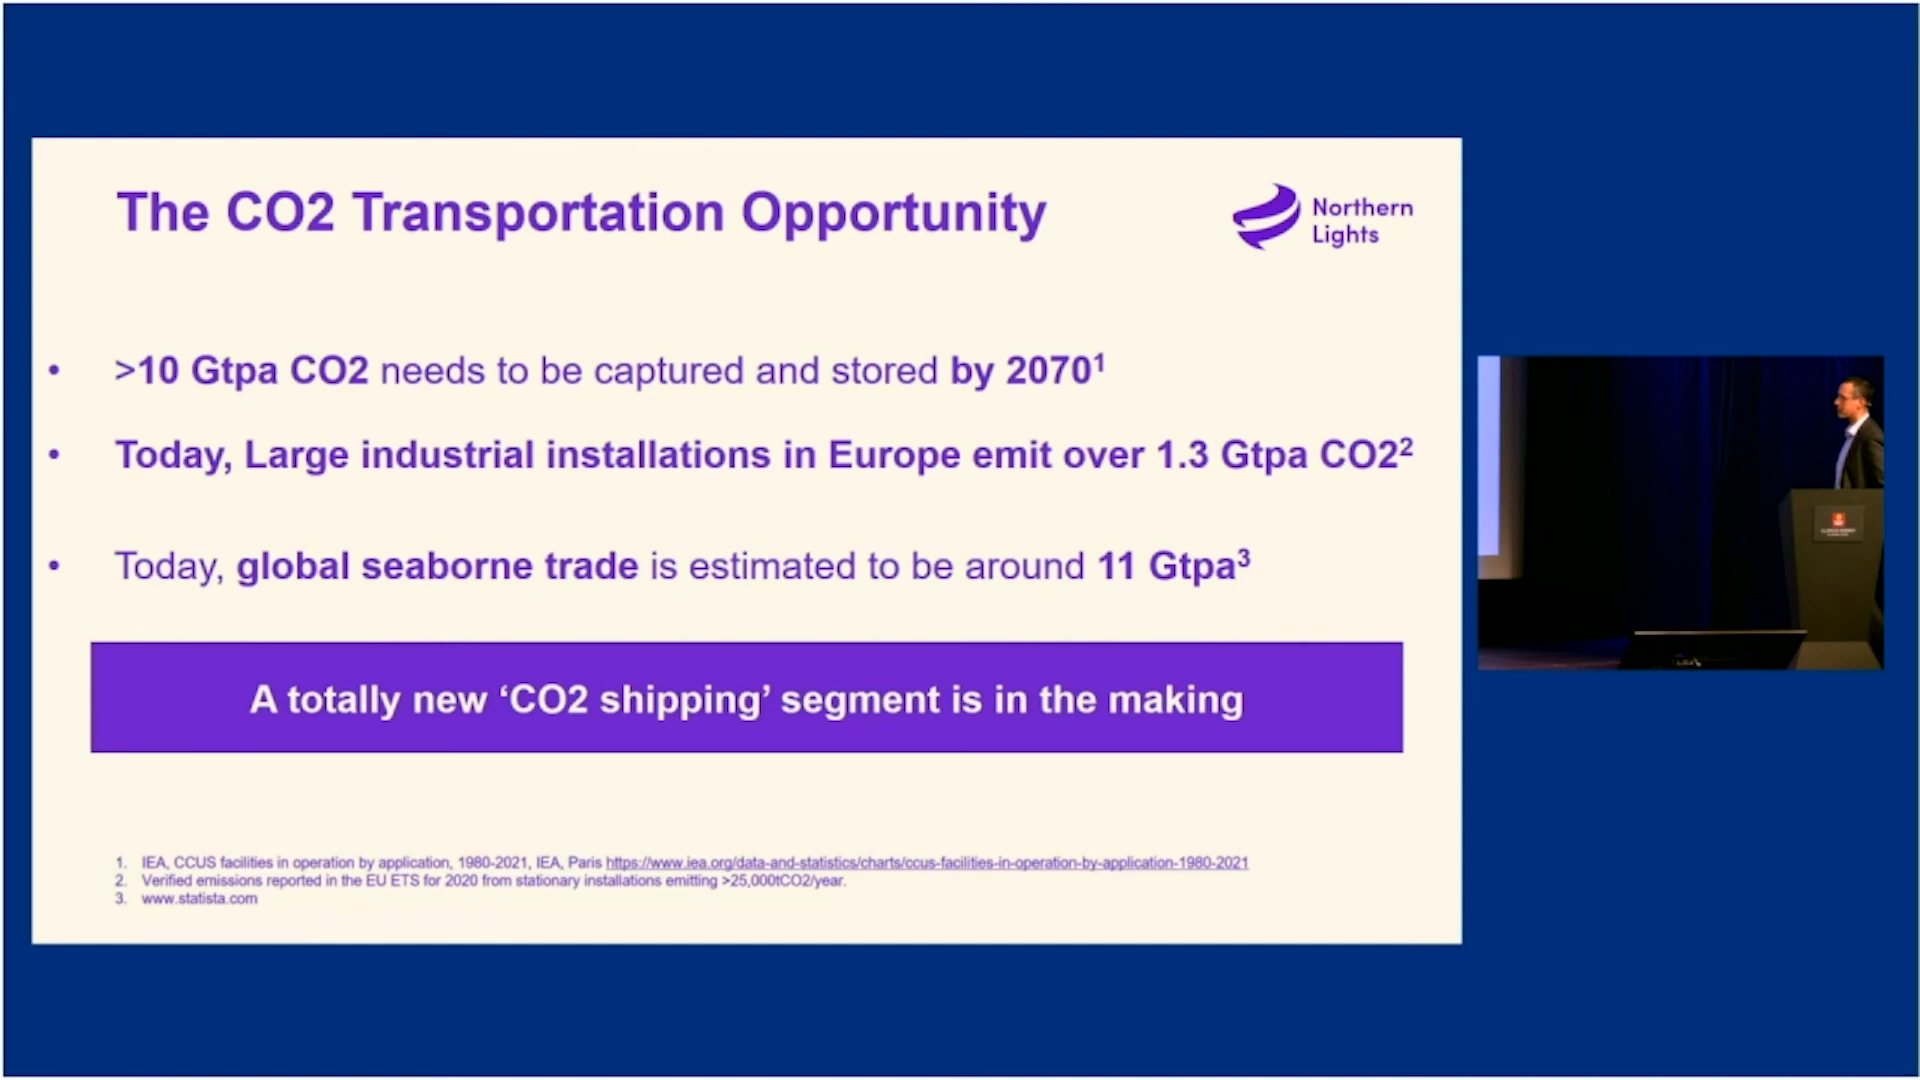 The CO2 Transportation Opportunity
Northern
Lights
• >10 Gtpa CO2 needs to be captured and stored by 2070¹
• Today, Large industrial installations in Europe emit over 1.3 Gtpa CO2²
• Today, global seaborne trade is estimated to be around 11 Gtpa³
A totally new ‘CO2 shipping’ segment is in the making
1. IEA, CCUS facilities in operation by application, 1980-2021, IEA, Paris https://www.iea.org/data-and-statistics/charts/ccus-facilities-in-operation-by-application-1980-2021
2. Verified emissions reported in the EU ETS for 2020 from stationary installations emitting >25,000tCO2/year.
3. www.statista.com